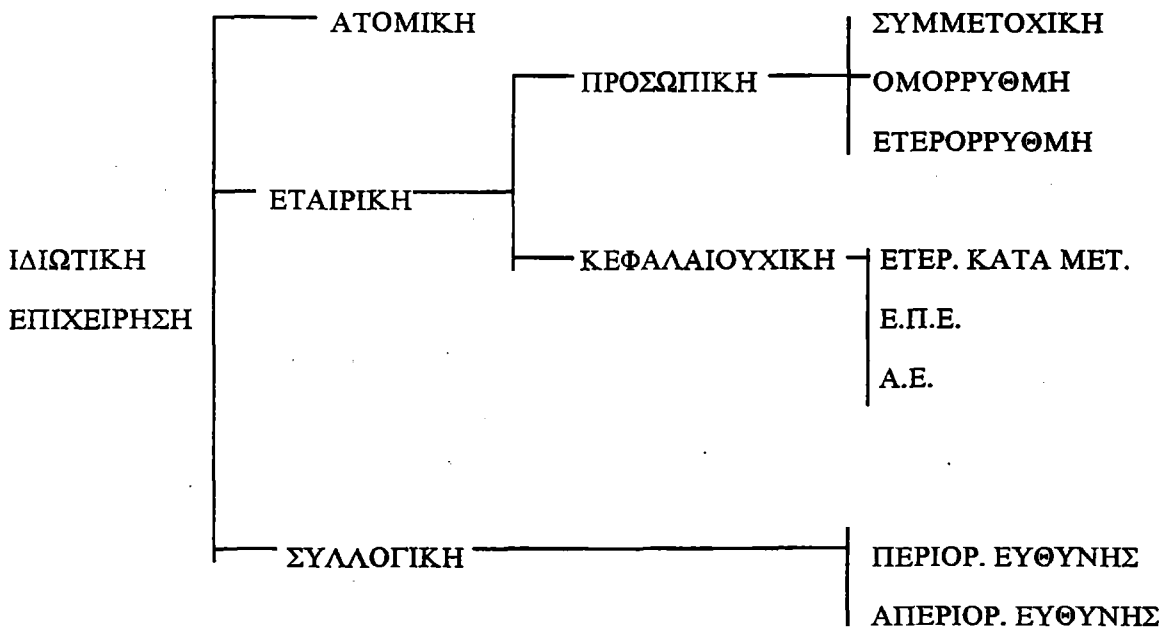 ΑΤΟΜΙΚΗ
ΣΥΜΜΕΤΟΧΙΚΗ
ΠΡΟΣΩΠΙΚΗ
ΟΜΟΡΡΥΘΜΗ
ΕΤΕΡΟΡΡΥΘΜΗ
ΕΤΑΙΡΙΚΗ
ΙΔΙΩΤΙΚΗ
ΕΠΙΧΕΙΡΗΣΗ
ΚΕΦΑΛΑΙΟΥΧΙΚΗ
ΕΤΕΡ. ΚΑΤΑ ΜΕΤ.
Ε.Π.Ε.
Α.Ε.
ΣΥΛΛΟΓΙΚΗ
ΠΕΡΙΟΡ. ΕΥΘΥΝΗΣ
ΑΠΕΡΙΟΡ. ΕΥΘΥΝΗΣ